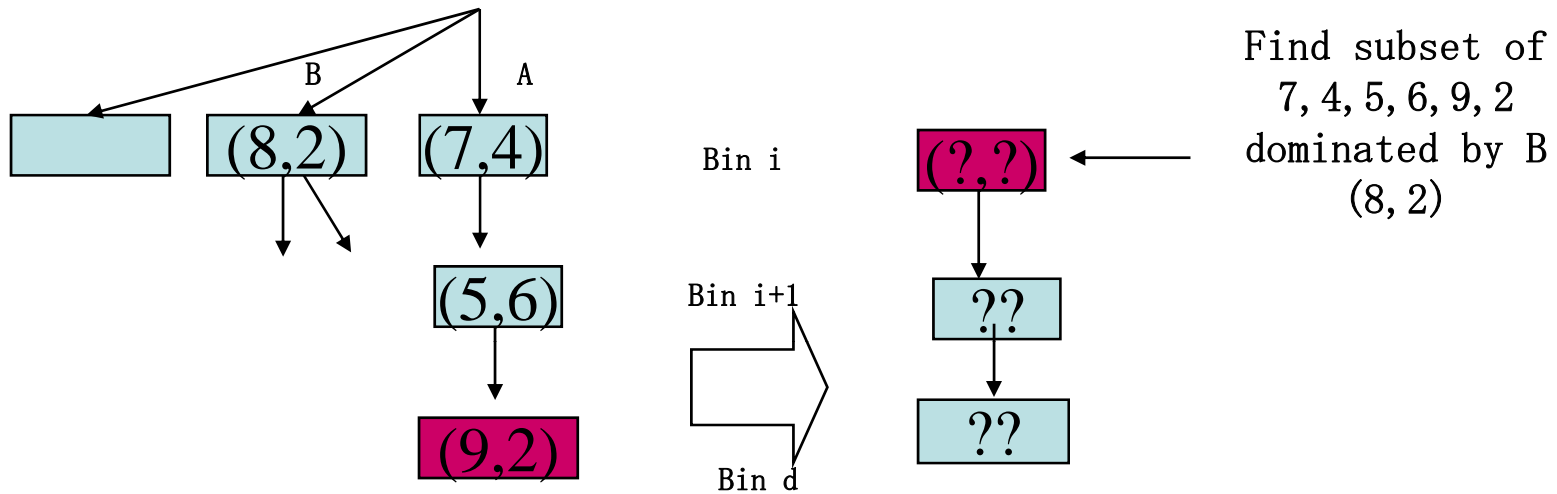 B
A
(8,2)
(7,4)
Bin i
(?,?)
Find subset of
7,4,5,6,9,2
dominated by B
(8,2)
(5,6)
Bin i+1
??
(9,2)
??
Bin d